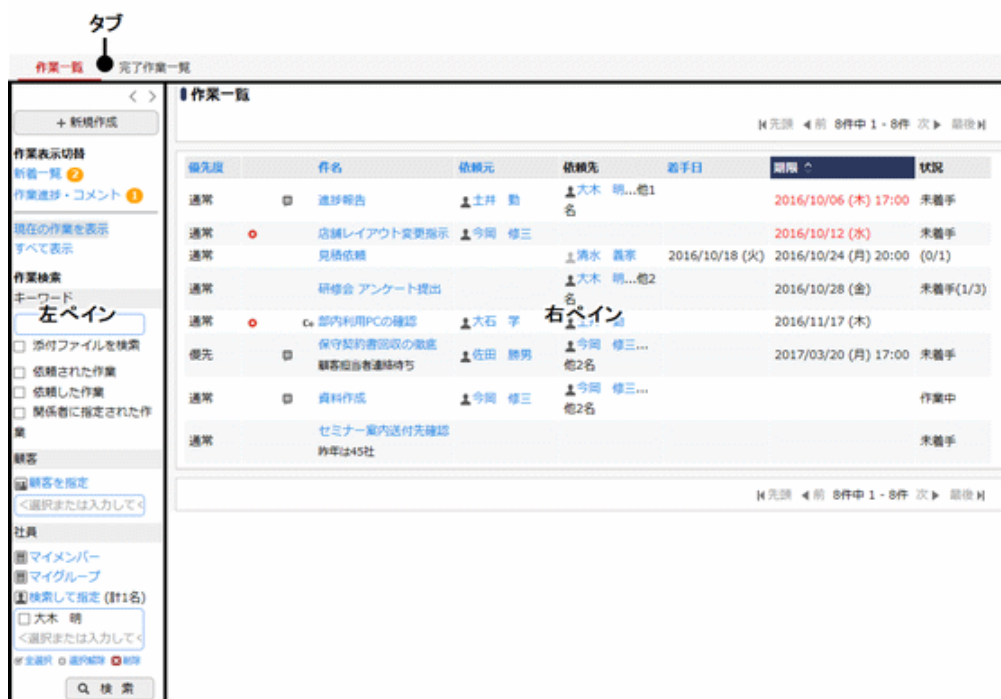 タブ
作業一覧 完了作業一覧
+ 新規作成
作業表示切替
新着一覧 2
作業進捗・コメント 1
現在の作業を表示
すべて表示
作業検索
キーワード
左ペイン
添付ファイルを検索
依頼された作業
依頼した作業
関係者に指定された作
業
顧客
顧客を指定
<選択または入力して<
社員
マイメンバー
マイグループ
検索して指定 (計1名)
大木 明
<選択または入力して<
全選択 選択解除 削除
検 索
作業一覧
先頭 前 8件中 1 - 8件 次 最後
優先度 件名 依頼元 依頼先 着手日 期限 状況
通常 進捗報告 土井 勤 大木 明...他1
名 2016/10/06 (木) 17:00 未着手
通常 店舗レイアウト変更指示 今岡 修三 2016/10/12 (水) 未着手
通常 見積依頼 清水 義家 2016/10/18 (火) 2016/10/24 (月) 20:00 (0/1)
通常 研修会 アンケート提出 大木 明...他2
名 2016/10/28 (金) 未着手(1/3)
通常 Cc 部内利用PCの確認 大石 学 2016/11/17 (木)
右ペイン
優先 保守契約書回収の徹底 佐田 勝男 今岡 修三... 2017/03/20 (月) 17:00 未着手
顧客担当者連絡待ち 他2名
通常 資料作成 今岡 修三 今岡 修三... 作業中
他2名
通常 セミナー案内送付先確認 未着手
昨年は45社
先頭 前 8件中 1 - 8件 次 最後